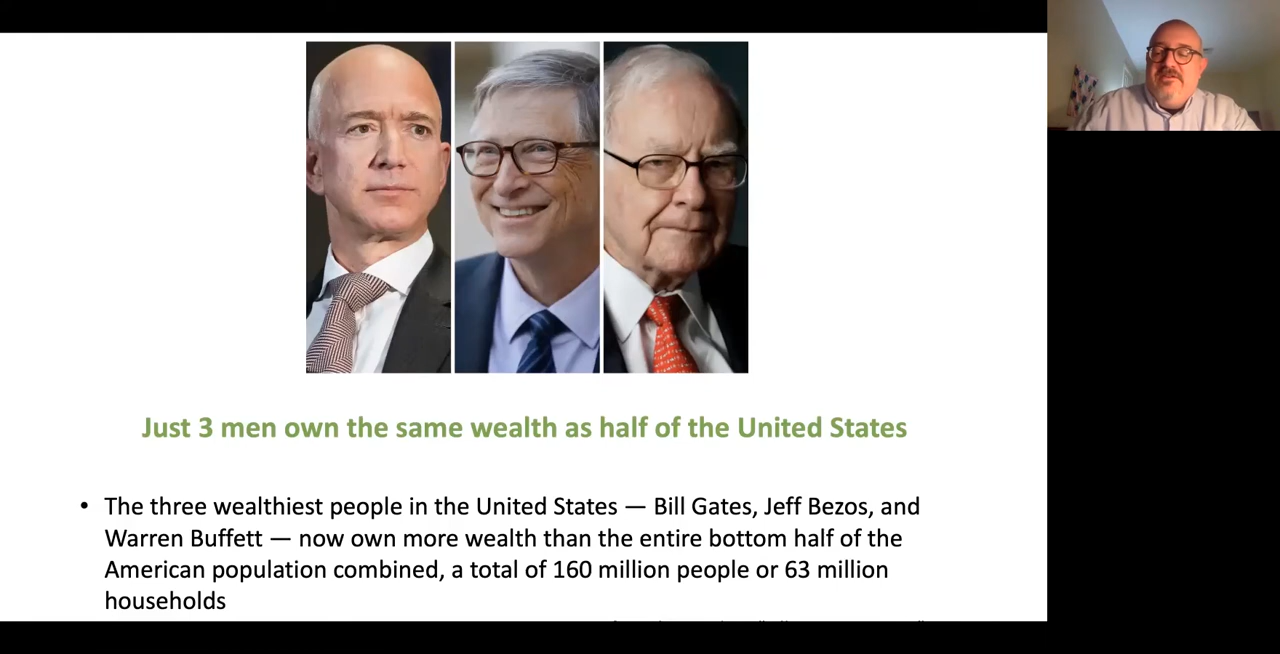 Just 3 men own the same wealth as half of the United States
• The three wealthiest people in the United States — Bill Gates, Jeff Bezos, and
Warren Buffett — now own more wealth than the entire bottom half of the
American population combined, a total of 160 million people or 63 million
households